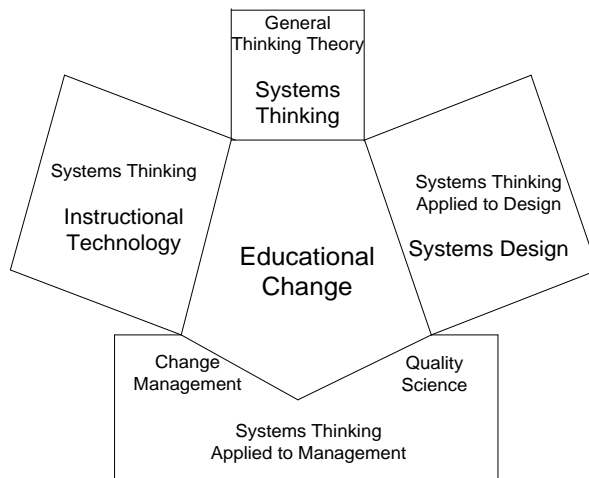 General
Thinking Theory
Systems
Thinking
Systems Thinking
Instructional
Technology
Systems Thinking
Applied to Design
Systems Design
Educational
Change
Change
Management
Quality
Science
Systems Thinking
Applied to Management